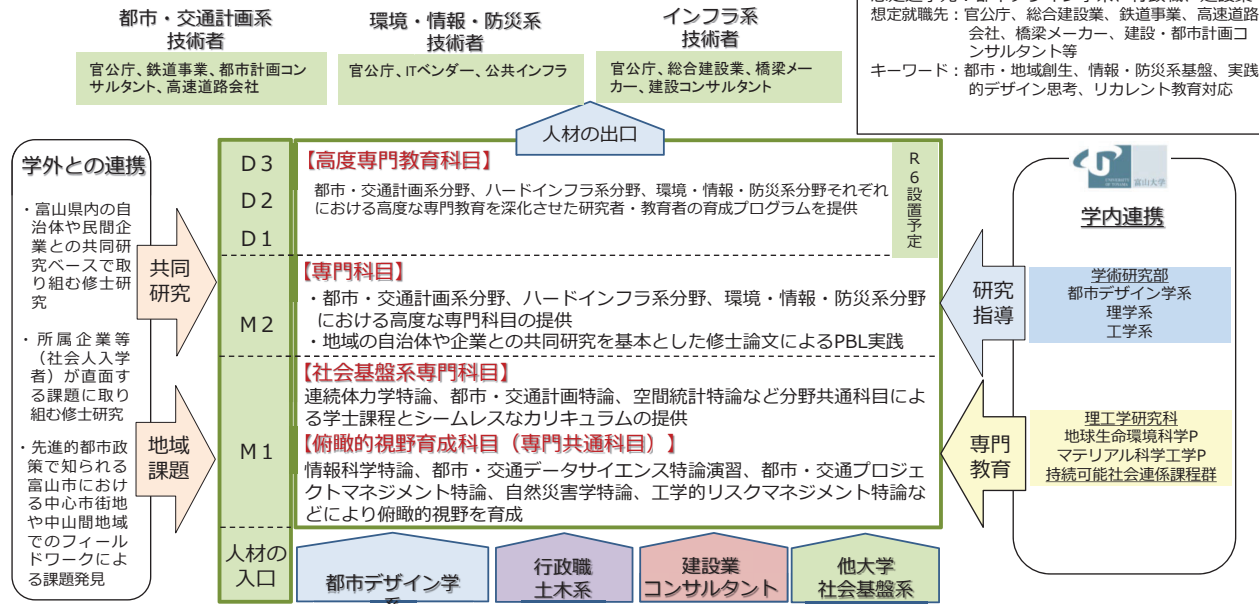 都市・交通計画系
技術者
官公庁、鉄道事業、都市計画コン
サルタント、高速道路会社
環境・情報・防災系
技術者
官公庁、ITベンダー、公共インフラ
インフラ系
技術者
官公庁、総合建設業、橋梁メー
カー、建設コンサルタント
想定就職先：官公庁、総合建設業、鉄道事業、高速道路
会社、橋梁メーカー、建設・都市計画コ
ンサルタント等
キーワード：都市・地域創生、情報・防災系基盤、実践
的デザイン思考、リカレント教育対応
人材の出口
学外との連携
・富山県内の自
治体や民間企
業との共同研
究ベースで取
り組む修士研
究
・所属企業等
（社会人入学
者）が直面す
る課題に取り
組む修士研究
・先進的都市政
策で知られる
富山市におけ
る中心市街地
や中山間地域
でのフィール
ドワークによ
る課題発見
共同
研究
地域
課題
D3
D2
D1
M2
M1
人材の
入口
【高度専門教育科目】
都市・交通計画系分野、ハードインフラ系分野、環境・情報・防災系分野それぞれ
における高度な専門教育を深化させた研究者・教育者の育成プログラムを提供
R6設置予定
【専門科目】
・都市・交通計画系分野、ハードインフラ系分野、環境・情報・防災系分野
における高度な専門科目の提供
・地域の自治体や企業との共同研究を基本とした修士論文によるPBL実践
【社会基盤系専門科目】
連続体力学特論、都市・交通計画特論、空間統計特論など分野共通科目によ
る学士課程とシームレスなカリキュラムの提供
【俯瞰的視野育成科目（専門共通科目）】
情報科学特論、都市・交通データサイエンス特論演習、都市・交通プロジェ
クトマネジメント特論、自然災害学特論、工学的リスクマネジメント特論な
どにより俯瞰的視野を育成
都市デザイン学
行政職
土木系
建設業
コンサルタント
他大学
社会基盤系
研究
指導
専門
教育
富山大学
学内連携
学術研究部
都市デザイン学系
理学系
工学系
理工学研究科
地球生命環境科学P
マテリアル科学工学P
持続可能社会連係課程群